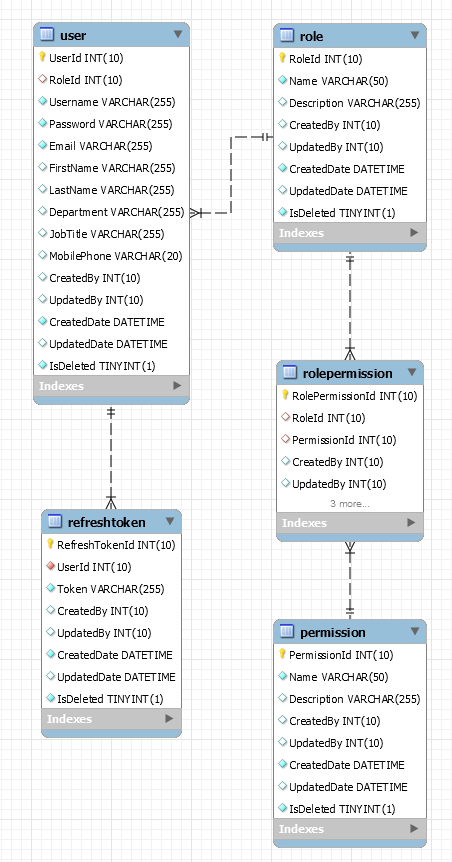 user
UserId INT(10)
RoleId INT(10)
Username VARCHAR(255)
Password VARCHAR(255)
Email VARCHAR(255)
FirstName VARCHAR(255)
LastName VARCHAR(255)
Department VARCHAR(255)
JobTitle VARCHAR(255)
MobilePhone VARCHAR(20)
CreatedBy INT(10)
UpdatedBy INT(10)
CreatedDate DATETIME
UpdatedDate DATETIME
IsDeleted TINYINT(1)
Indexes
role
RoleId INT(10)
Name VARCHAR(50)
Description VARCHAR(255)
CreatedBy INT(10)
UpdatedBy INT(10)
CreatedDate DATETIME
UpdatedDate DATETIME
IsDeleted TINYINT(1)
Indexes
rolepermission
RolePermissionId INT(10)
RoleId INT(10)
PermissionId INT(10)
CreatedBy INT(10)
UpdatedBy INT(10)
3 more...
Indexes
refreshtoken
RefreshTokenId INT(10)
UserId INT(10)
Token VARCHAR(255)
CreatedBy INT(10)
UpdatedBy INT(10)
CreatedDate DATETIME
UpdatedDate DATETIME
IsDeleted TINYINT(1)
Indexes
permission
PermissionId INT(10)
Name VARCHAR(50)
Description VARCHAR(255)
CreatedBy INT(10)
UpdatedBy INT(10)
CreatedDate DATETIME
UpdatedDate DATETIME
IsDeleted TINYINT(1)
Indexes